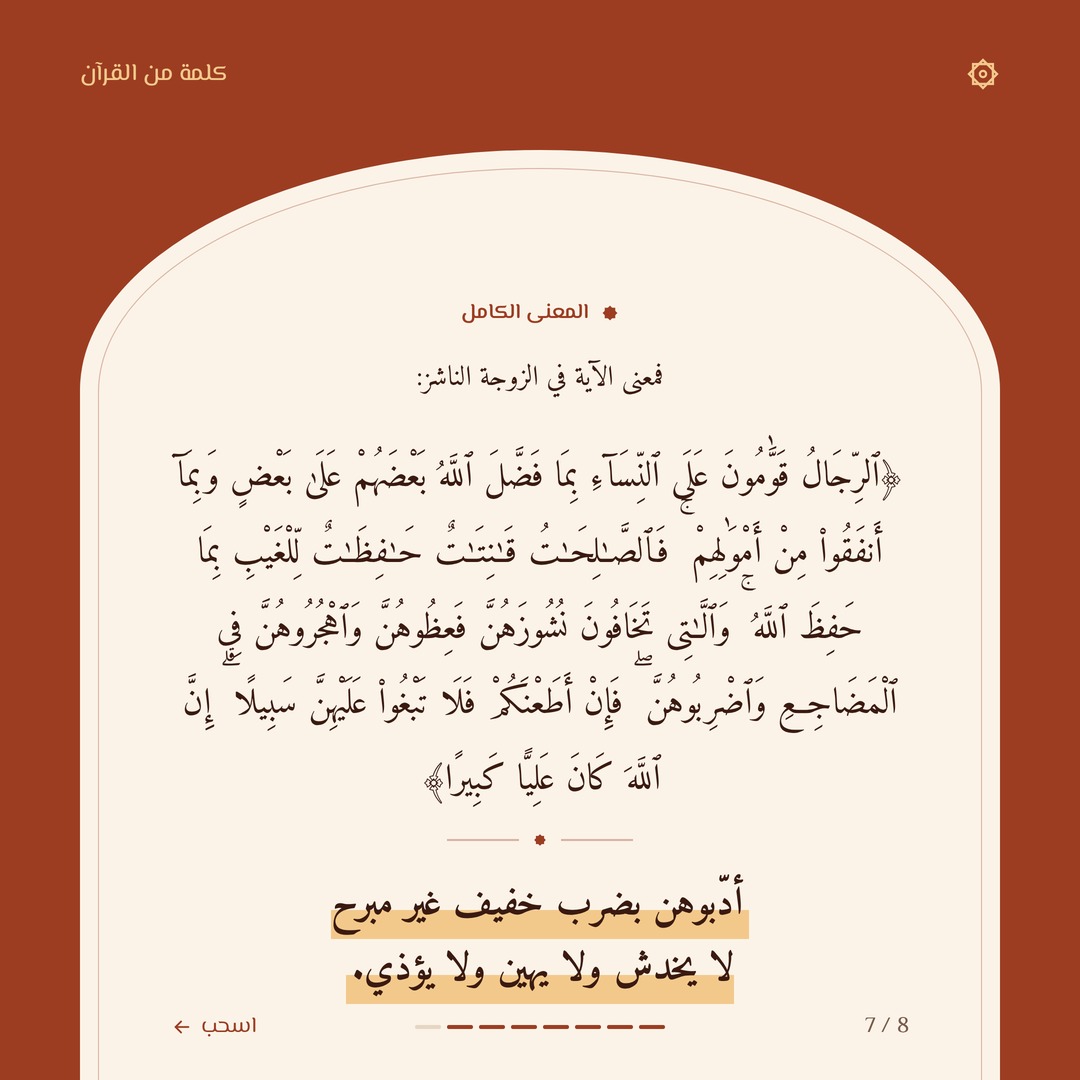 كلمة من القرآن
المعنى الكامل
فمعنى الآية في الزوجة الناشز:
﴿ٱلرِّجَالُ قَوَّٰمُونَ عَلَى ٱلنِّسَآءِ بِمَا فَضَّلَ ٱللَّهُ بَعْضَهُمْ عَلَىٰ بَعْضٍ وَبِمَآ
أَنفَقُوا۟ مِنْ أَمْوَٰلِهِمْ ۚ فَٱلصَّـٰلِحَـٰتُ قَـٰنِتَـٰتٌ حَـٰفِظَـٰتٌ لِّلْغَيْبِ بِمَا
حَفِظَ ٱللَّهُ ۚ وَٱلَّـٰتِى تَخَافُونَ نُشُوزَهُنَّ فَعِظُوهُنَّ وَٱهْجُرُوهُنَّ فِى
ٱلْمَضَاجِعِ وَٱضْرِبُوهُنَّ ۖ فَإِنْ أَطَعْنَكُمْ فَلَا تَبْغُوا۟ عَلَيْهِنَّ سَبِيلًا ۗ إِنَّ
ٱللَّهَ كَانَ عَلِيًّا كَبِيرًا﴾
أدّبوهن بضرب خفيف غير مبرح
لا يخدش ولا يهين ولا يؤذي.
7 / 8
اسحب ←